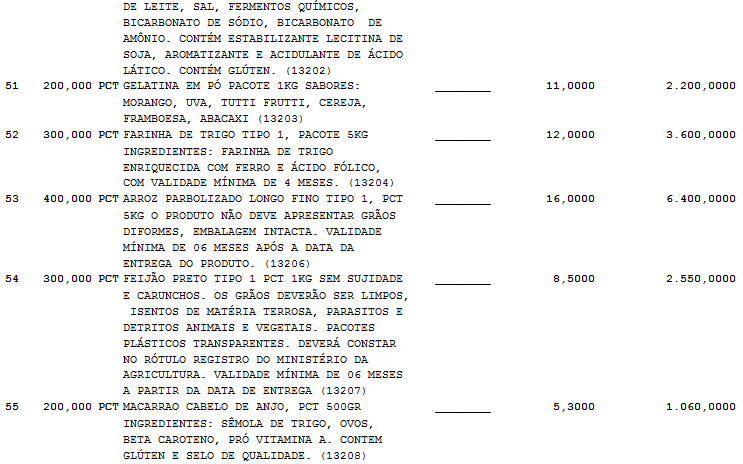 DE LEITE, SAL, FERMENTOS QUÍMICOS,
BICARBONATO DE SÓDIO, BICARBONATO DE
AMÔNIO. CONTÉM ESTABILIZANTE LECITINA DE
SOJA, AROMATIZANTE E ACIDULANTE DE ÁCIDO
LÁTICO. CONTÉM GLÚTEN. (13202)
51 200,000 PCT GELATINA EM PÓ PACOTE 1KG SABORES: ________ 11,0000 2.200,0000
MORANGO, UVA, TUTTI FRUTTI, CEREJA,
FRAMBOESA, ABACAXI (13203)
52 300,000 PCT FARINHA DE TRIGO TIPO 1, PACOTE 5KG ________ 12,0000 3.600,0000
INGREDIENTES: FARINHA DE TRIGO
ENRIQUECIDA COM FERRO E ÁCIDO FÓLICO,
COM VALIDADE MÍNIMA DE 4 MESES. (13204)
53 400,000 PCT ARROZ PARBOLIZADO LONGO FINO TIPO 1, PCT ________ 16,0000 6.400,0000
5KG O PRODUTO NÃO DEVE APRESENTAR GRÃOS
DIFORMES, EMBALAGEM INTACTA. VALIDADE
MÍNIMA DE 06 MESES APÓS A DATA DA
ENTREGA DO PRODUTO. (13206)
54 300,000 PCT FEIJÃO PRETO TIPO 1 PCT 1KG SEM SUJIDADE ________ 8,5000 2.550,0000
E CARUNCHOS. OS GRÃOS DEVERÃO SER LIMPOS,
ISENTOS DE MATÉRIA TERROSA, PARASITOS E
DETRITOS ANIMAIS E VEGETAIS. PACOTES
PLÁSTICOS TRANSPARENTES. DEVERÁ CONSTAR
NO RÓTULO REGISTRO DO MINISTÉRIO DA
AGRICULTURA. VALIDADE MÍNIMA DE 06 MESES
A PARTIR DA DATA DE ENTREGA (13207)
55 200,000 PCT MACARRAO CABELO DE ANJO, PCT 500GR ________ 5,3000 1.060,0000
INGREDIENTES: SÊMOLA DE TRIGO, OVOS,
BETA CAROTENO, PRÓ VITAMINA A. CONTEM
GLÚTEN E SELO DE QUALIDADE. (13208)